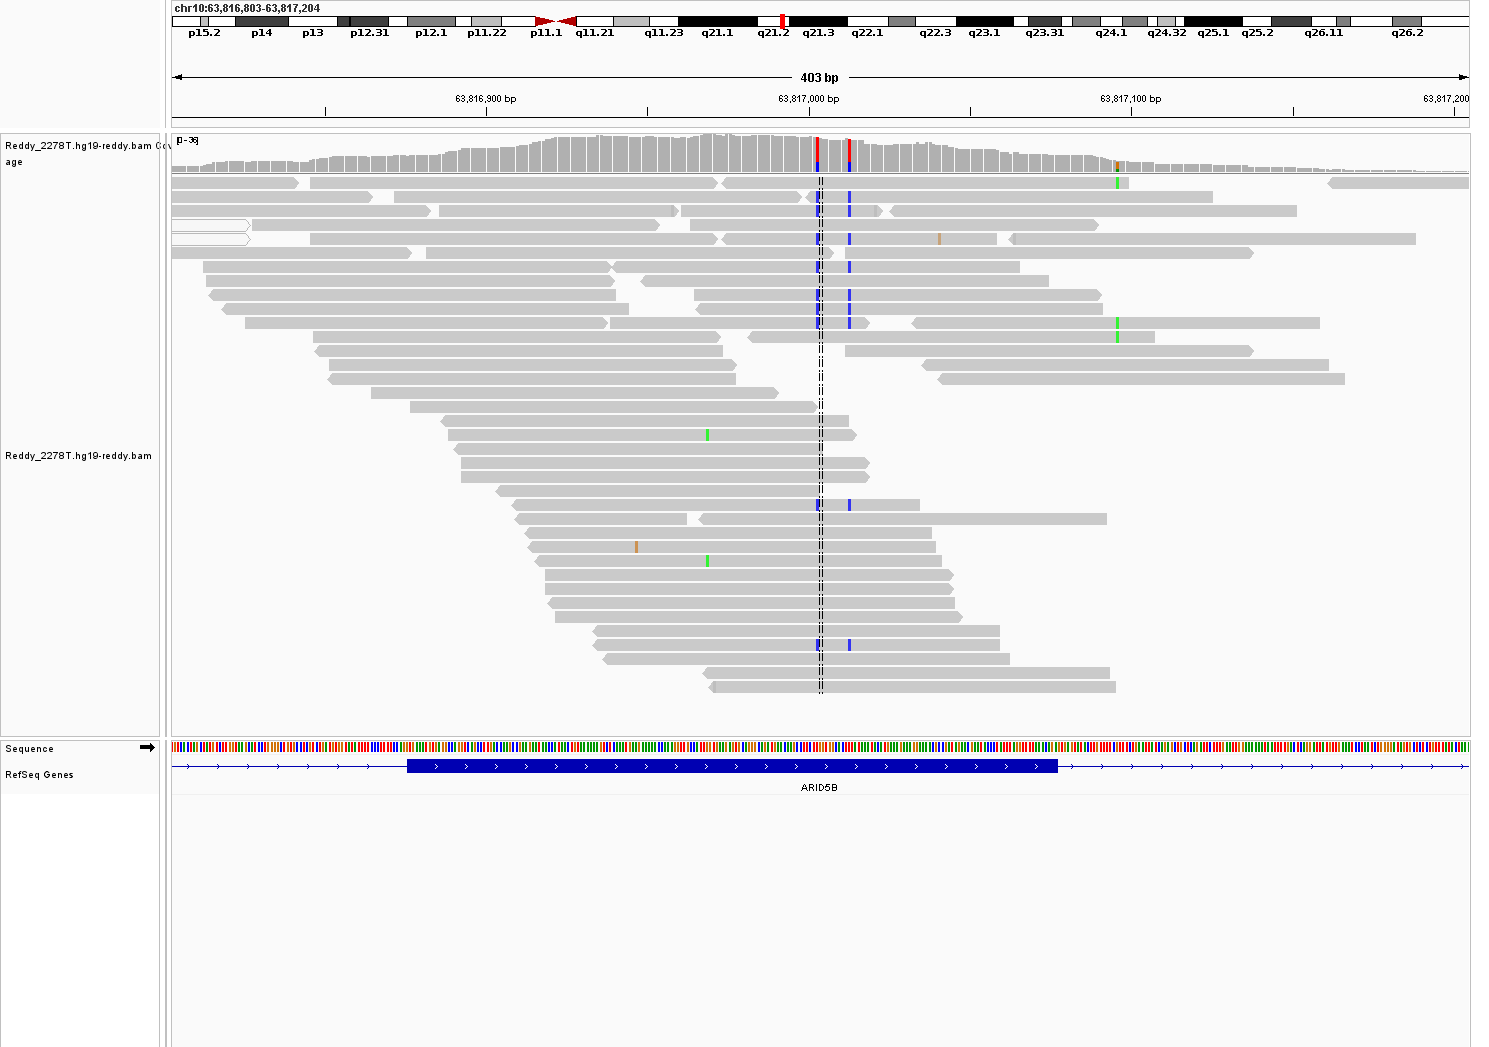 chr10:63,816,803-63,817,204
p15.2 p14 p13 p12.31 p12.1 p11.22 p11.1 q11.21 q11.23 q21.1 q21.2 q21.3 q22.1 q22.3 q23.1 q23.31 q24.1 q24.32 q25.1 q25.2 q26.11 q26.2
403 bp
63,816,900 bp 63,817,000 bp 63,817,100 bp 63,817,200
Reddy_2278T.hg19-reddy.bam Cov
age
[0-36]
Reddy_2278T.hg19-reddy.bam
Sequence
RefSeq Genes
ARID5B